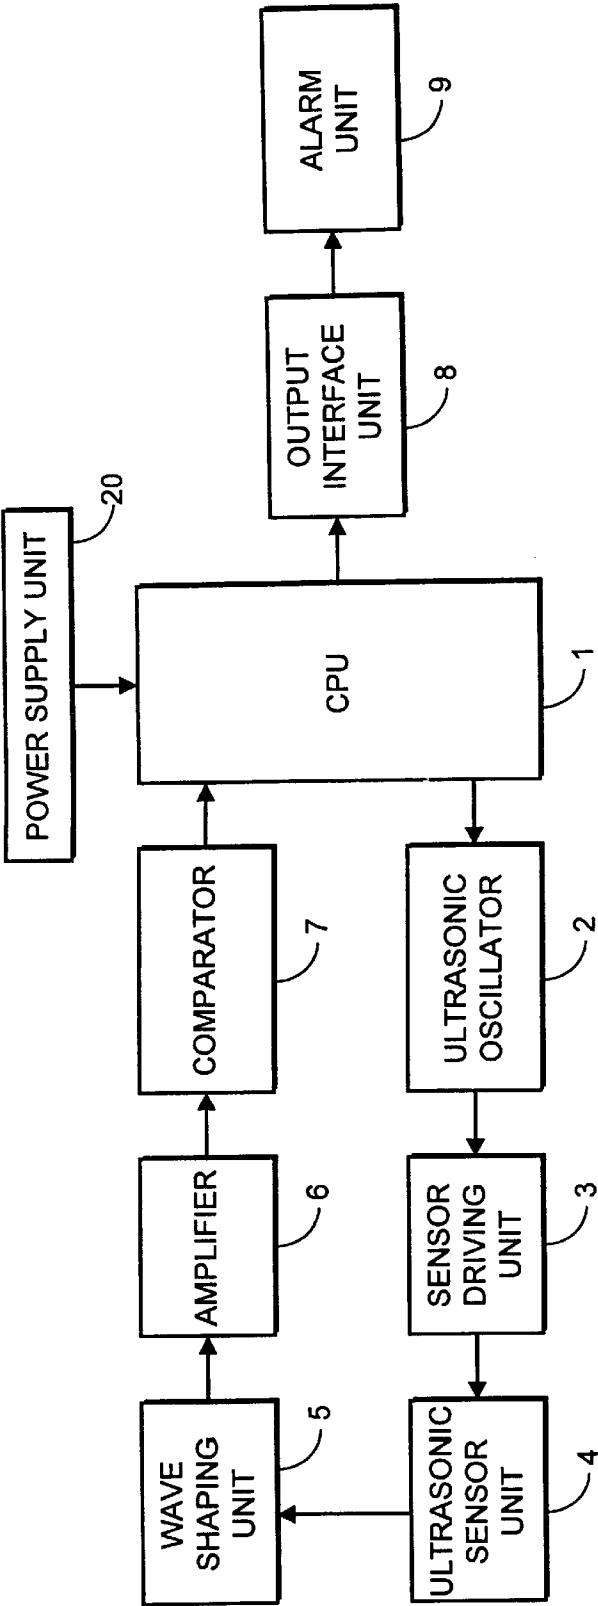 POWER SUPPLY UNIT
20
WAVE
SHAPING
UNIT
5
AMPLIFIER
6
COMPARATOR
7
CPU
1
OUTPUT
INTERFACE
UNIT
8
ALARM
UNIT
9
ULTRASONIC
SENSOR
UNIT
4
SENSOR
DRIVING
UNIT
3
ULTRASONIC
OSCILLATOR
2